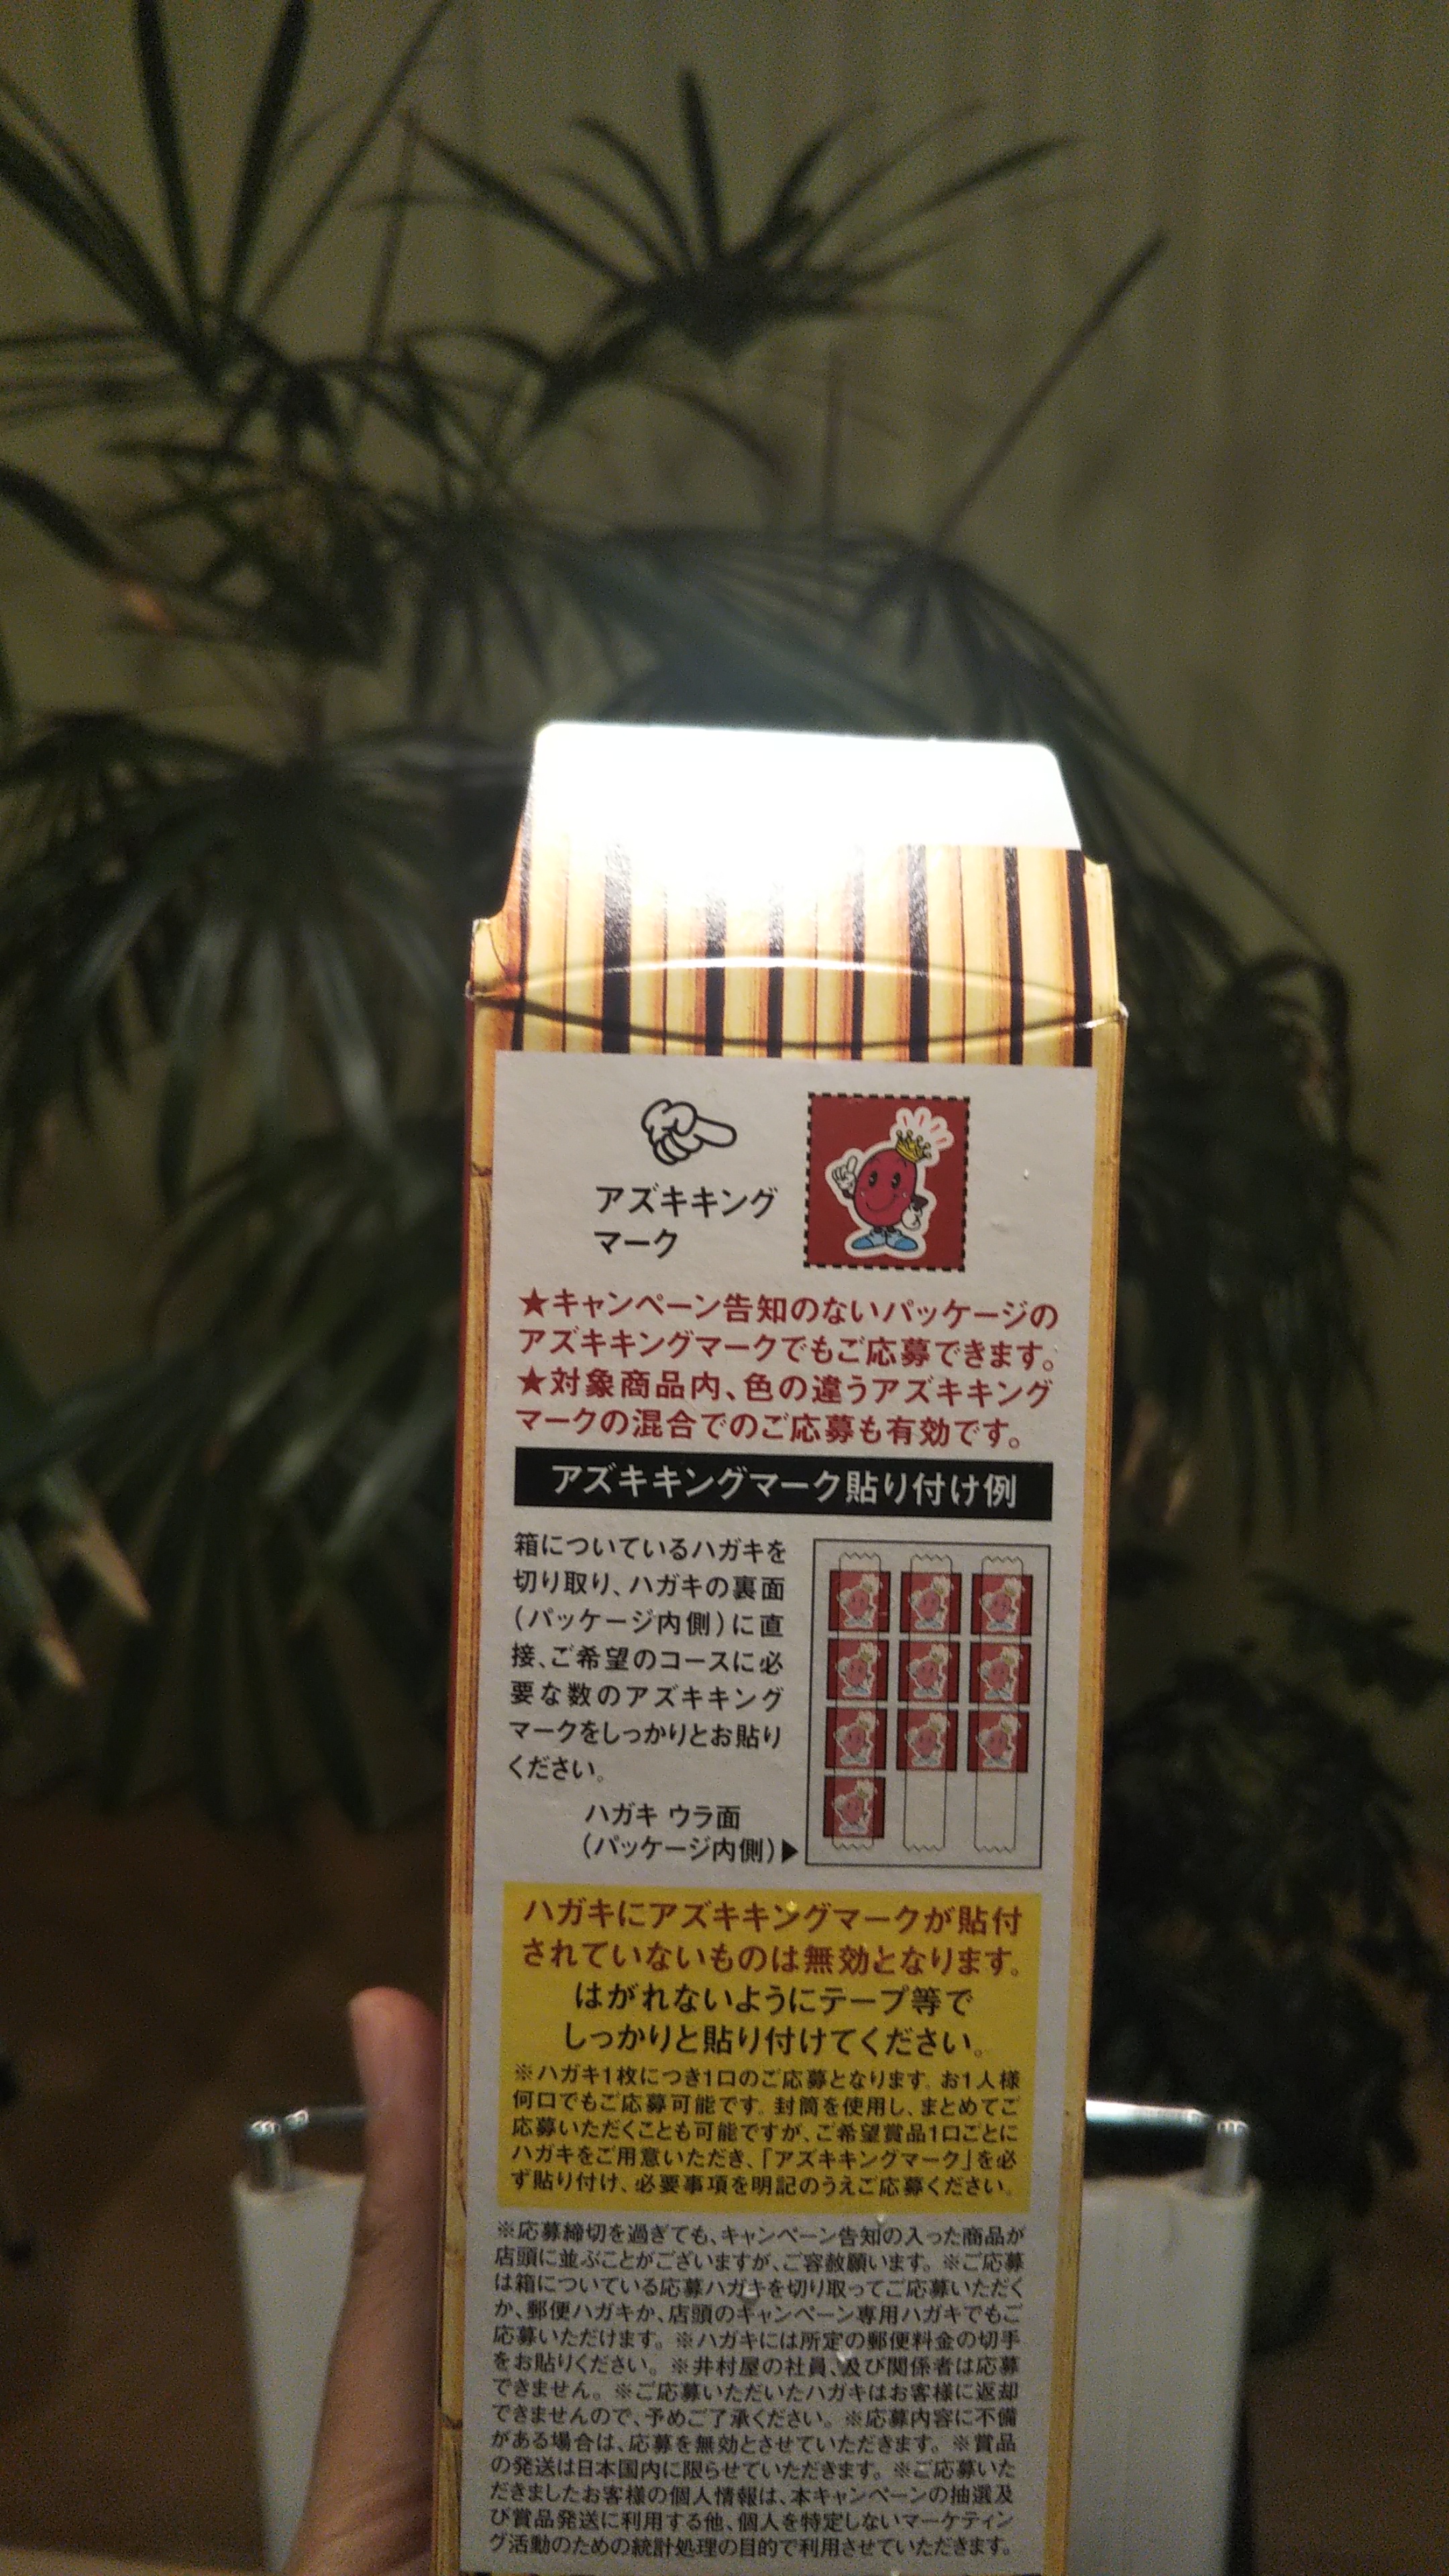 アズキキング
マーク
★キャンペーン告知のないパッケージの
アズキキングマークでもご応募できます。
★対象商品内、色の違うアズキキング
マークの混合でのご応募も有効です。
アズキキングマーク貼り付け例
箱についているハガキを
切り取り、ハガキの裏面
(パッケージ内側)に直
接、ご希望のコースに必
要な数のアズキキング
マークをしっかりとお貼り
ください。
ハガキ ウラ面
(パッケージ内側)▶
ハガキにアズキキングマークが貼付
されていないものは無効となります。
はがれないようにテープ等で
しっかりと貼り付けてください。
※ハガキ1枚につき1口のご応募となります。お1人様
何口でもご応募可能です。封筒を使用し、まとめてご
応募いただくことも可能ですが、ご希望賞品1口ごとに
ハガキをご用意いただき、「アズキキングマーク」を必
ず貼り付け、必要事項を明記のうえご応募ください。
※応募締切を過ぎても、キャンペーン告知の入った商品が
店頭に並ぶことがございますが、ご容赦願います。※ご応募
は箱についている応募ハガキを切り取ってご応募いただく
か、郵便ハガキか、店頭のキャンペーン専用ハガキでもご
応募いただけます。※ハガキには所定の郵便料金の切手
をお貼りください。※井村屋の社員、及び関係者は応募
できません。※ご応募いただいたハガキはお客様に返却
できませんので、予めご了承ください。※応募内容に不備
がある場合は、応募を無効とさせていただきます。※賞品
の発送は日本国内に限らせていただきます。※ご応募いた
だきましたお客様の個人情報は、本キャンペーンの抽選及
び賞品発送に利用する他、個人を特定しないマーケティン
グ活動のための統計処理の目的で利用させていただきます。